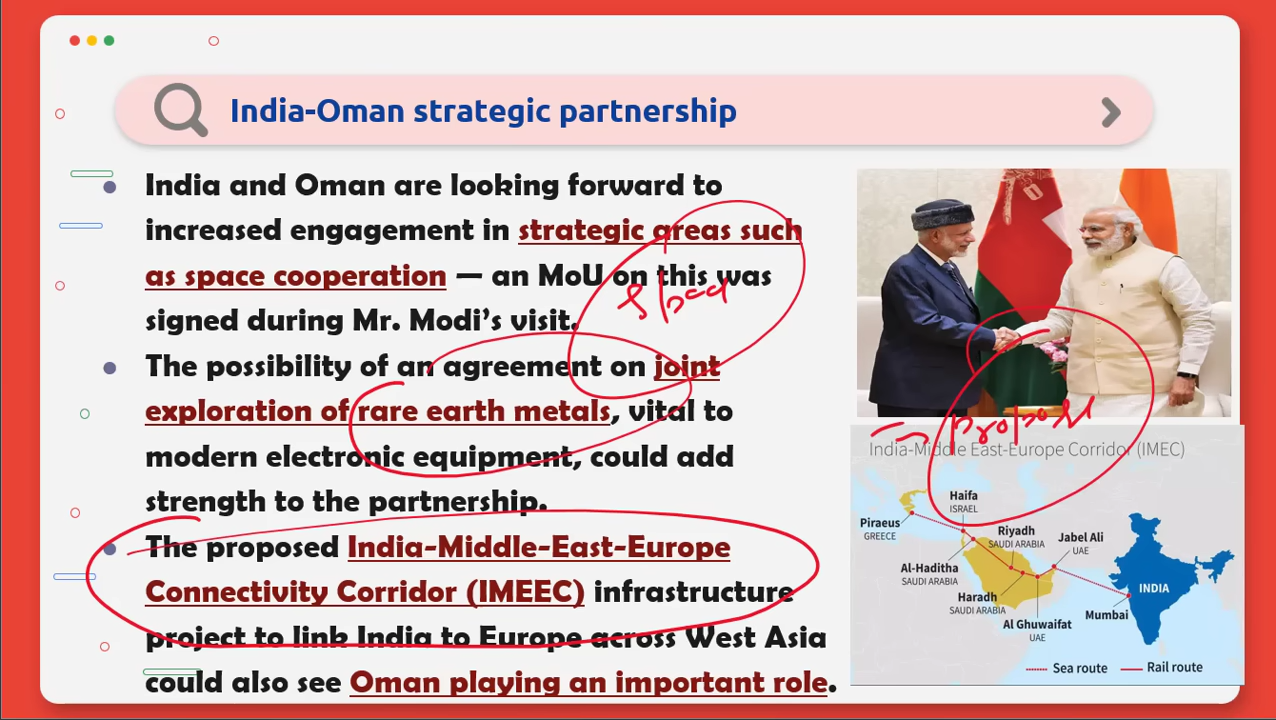 India-Oman strategic partnership
India and Oman are looking forward to
increased engagement in strategic areas such
as space cooperation — an MoU on this was
signed during Mr. Modi’s visit.
The possibility of an agreement on joint
exploration of rare earth metals, vital to
modern electronic equipment, could add
strength to the partnership.
The proposed India-Middle-East-Europe
Connectivity Corridor (IMEEC) infrastructure
project to link India to Europe across West Asia
could also see Oman playing an important role.
India-Middle East-Europe Corridor (IMEC)
Haifa
ISRAEL
Piraeus
GREECE
Riyadh
SAUDI ARABIA
Jabel Ali
UAE
Al-Haditha
SAUDI ARABIA
Haradh
SAUDI ARABIA
Al Ghuwaifat
UAE
Mumbai
INDIA
Sea route
Rail route